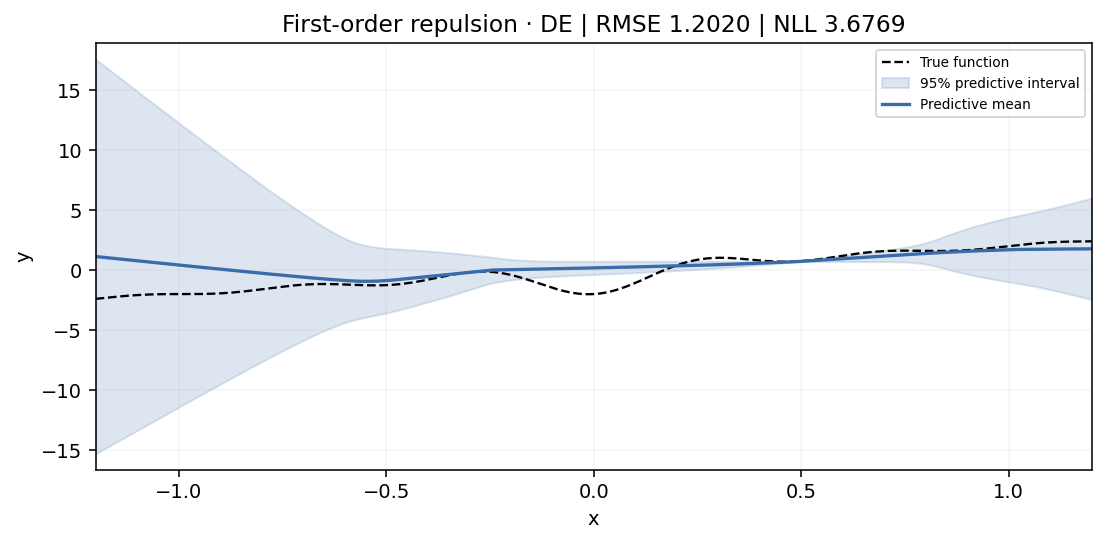 First-order repulsion · DE | RMSE 1.2020 | NLL 3.6769
True function
95% predictive interval
Predictive mean
y
15
10
5
0
−5
−10
−15
−1.0
−0.5
0.0
0.5
1.0
x